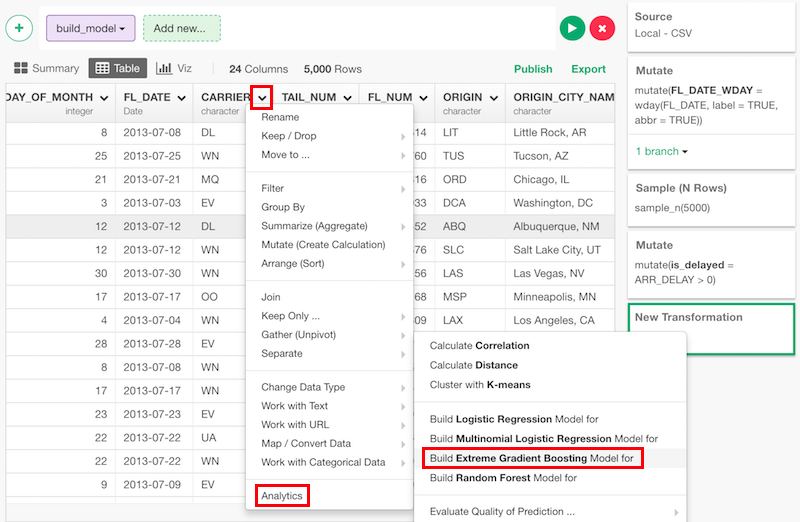 build_model
Add new...
Summary Table Viz 24 Columns 5,000 Rows Publish Export
DAY_OF_MONTH FL_DATE CARRIER TAIL_NUM FL_NUM ORIGIN ORIGIN_CITY_NAM
integer Date character character character
8 2013-07-08 DL 414 LIT Little Rock, AR
25 2013-07-25 WN 760 TUS Tucson, AZ
21 2013-07-21 MQ 16 ORD Chicago, IL
3 2013-07-03 EV 933 DCA Washington, DC
12 2013-07-12 DL 52 ABQ Albuquerque, NM
12 2013-07-12 WN 376 SLC Salt Lake City, UT
30 2013-07-30 WN 56 LAS Las Vegas, NV
17 2013-07-17 OO 68 MSP Minneapolis, MN
4 2013-07-04 WN 09 LAX Los Angeles, CA
28 2013-07-28 EV
8 2013-07-08 WN
17 2013-07-17 WN
23 2013-07-23 EV
22 2013-07-22 UA
22 2013-07-22 WN
9 2013-07-09 EV
Rename
Keep / Drop
Move to ...
Filter
Group By
Summarize (Aggregate)
Mutate (Create Calculation)
Arrange (Sort)
Join
Keep Only ...
Gather (Unpivot)
Separate
Change Data Type
Work with Text
Work with URL
Map / Convert Data
Work with Categorical Data
Analytics
Calculate Correlation
Calculate Distance
Cluster with K-means
Build Logistic Regression Model for
Build Multinomial Logistic Regression Model for
Build Extreme Gradient Boosting Model for
Build Random Forest Model for
Evaluate Quality of Prediction ...
Source
Local - CSV
Mutate
mutate(FL_DATE_WDAY =
wday(FL_DATE, label = TRUE,
abbr = TRUE))
1 branch
Sample (N Rows)
sample_n(5000)
Mutate
mutate(is_delayed =
ARR_DELAY > 0)
New Transformation